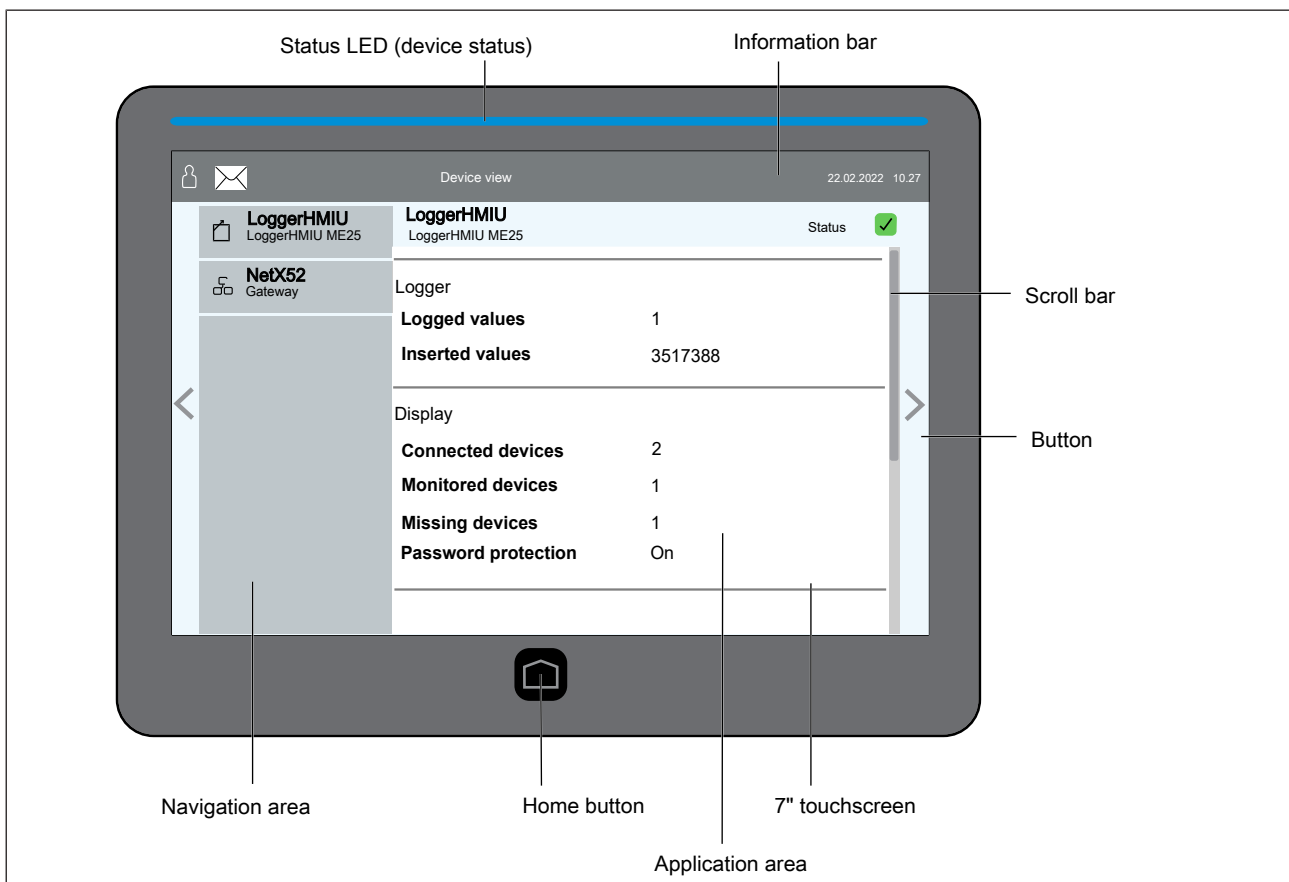 Status LED (device status)
Information bar
Device view
22.02.2022 10.27
LoggerHMIU
LoggerHMIU ME25
NetX52
Gateway
LoggerHMIU
LoggerHMIU ME25
Status
Logger
Logged values 1
Inserted values 3517388
Display
Connected devices 2
Monitored devices 1
Missing devices 1
Password protection On
Scroll bar
Button
Navigation area
Home button
7" touchscreen
Application area